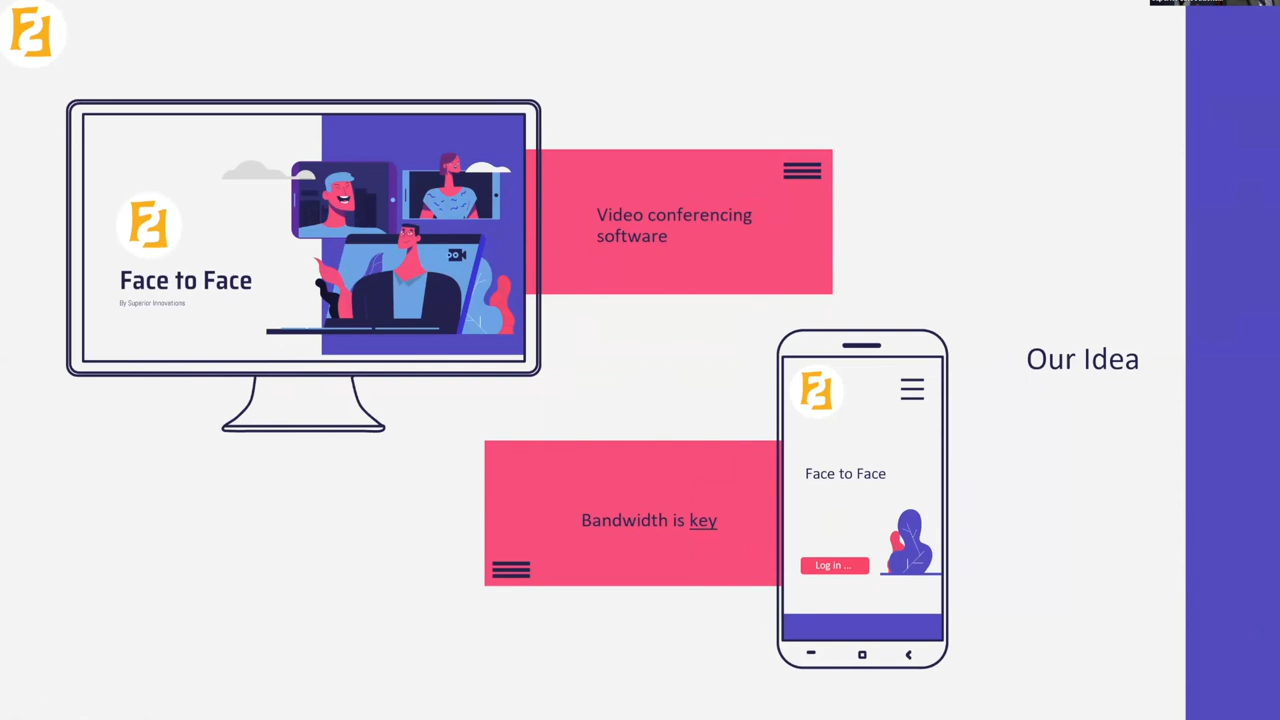 Face to Face
By Superior Innovations
Video conferencing
software
Our Idea
Face to Face
Bandwidth is key
Log in ...